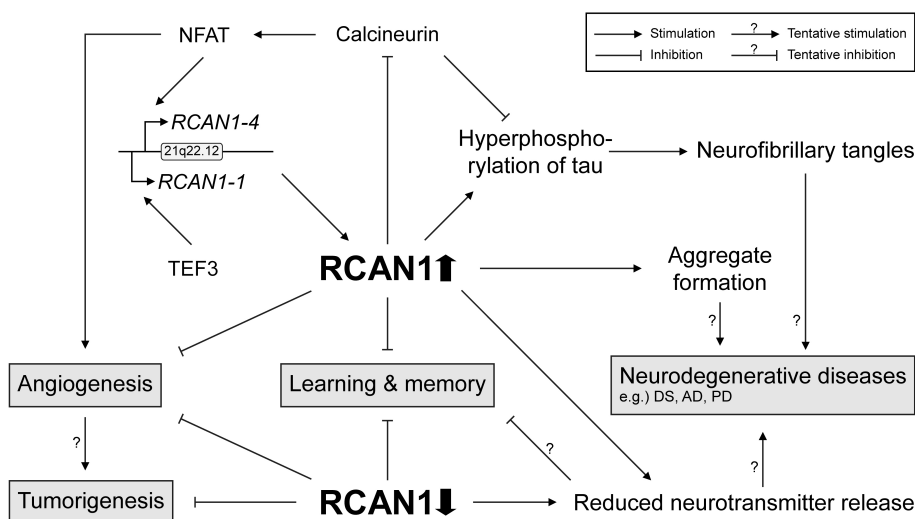 NFAT
Calcineurin
? 
Stimulation
Tentative stimulation
?
Inhibition
Tentative inhibition
RCAN1-4
21q22.12
RCAN1-1
Hyperphospho-
rylation of tau
Neurofibrillary tangles
TEF3
RCAN1
Aggregate
formation
?
?
Angiogenesis
Learning & memory
Neurodegenerative diseases
e.g.) DS, AD, PD
?
?
?
Tumorigenesis
RCAN1
Reduced neurotransmitter release